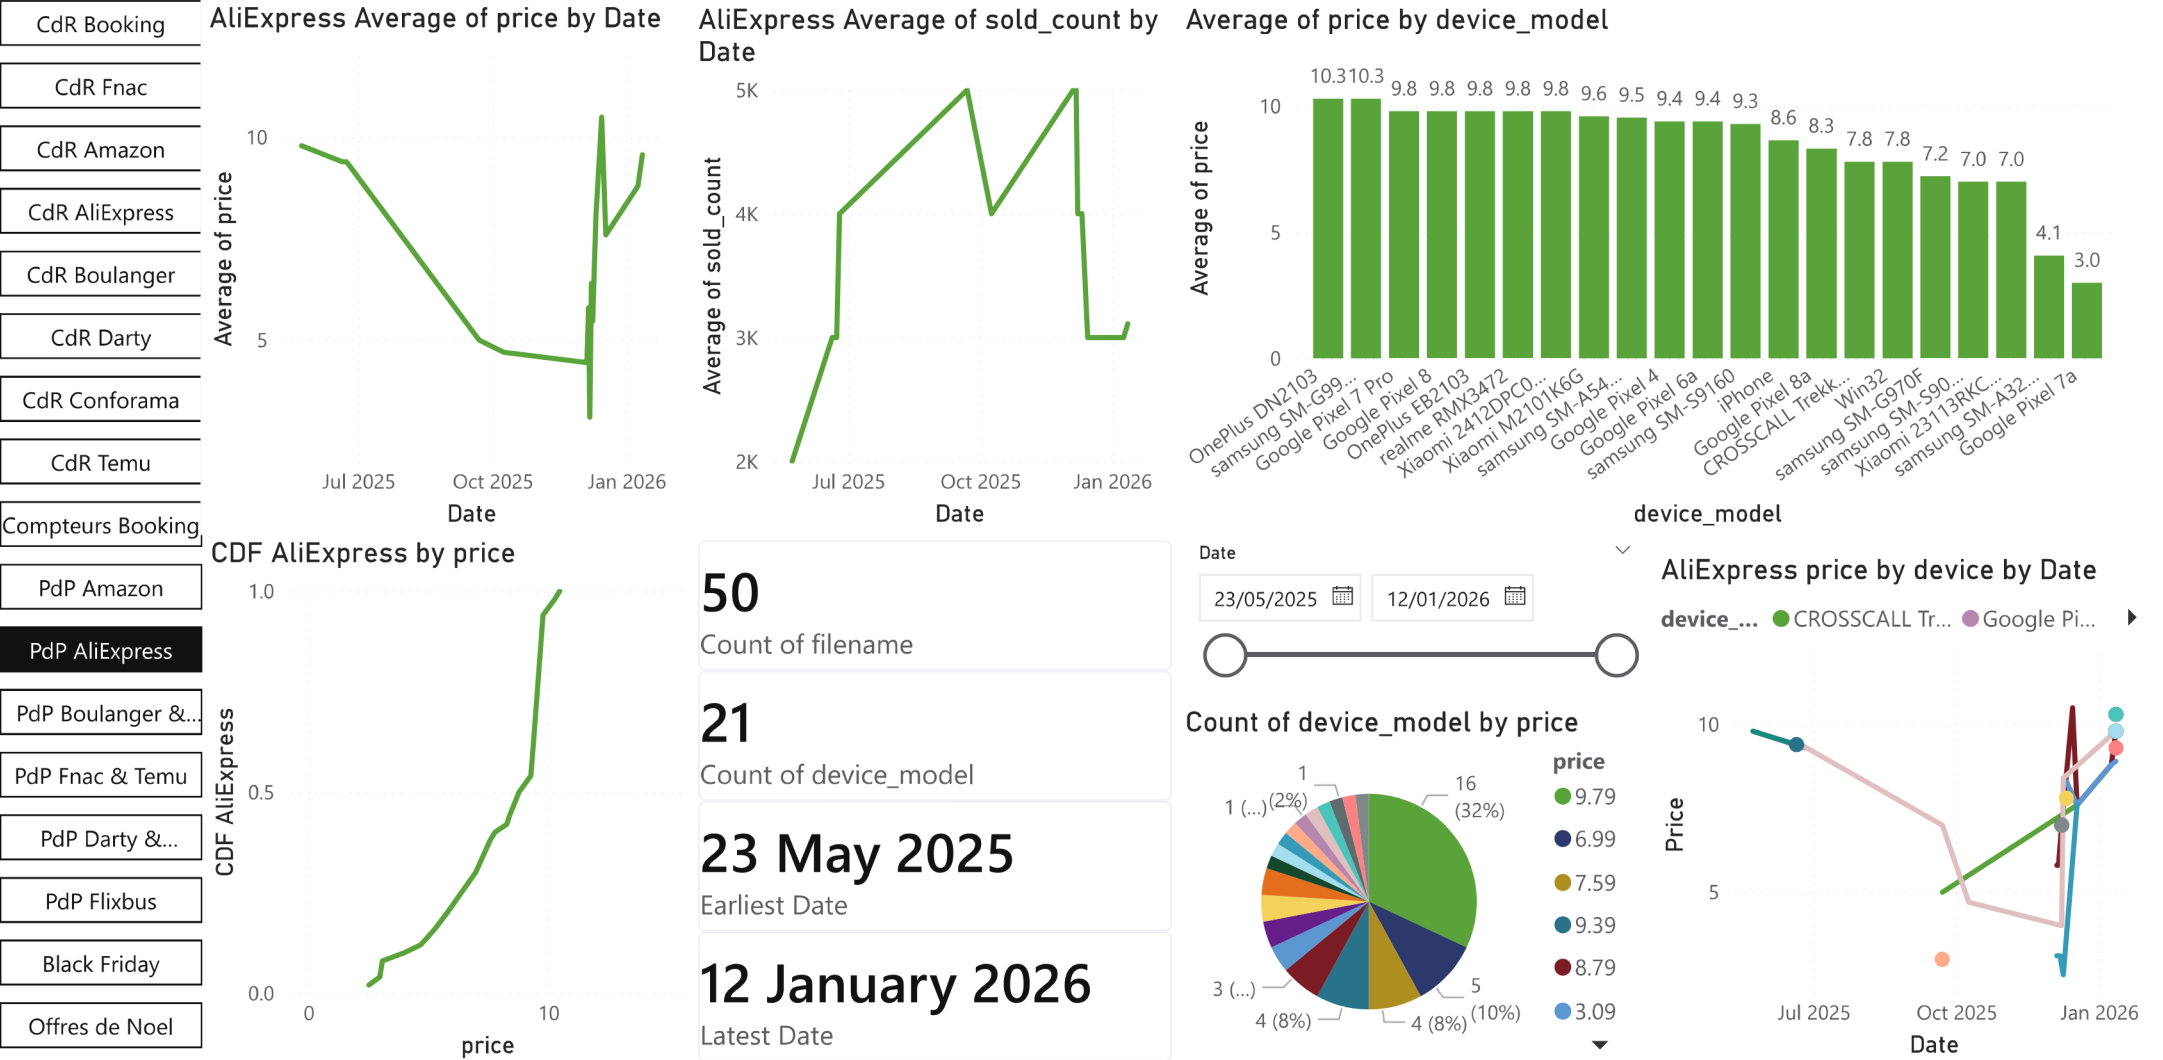 CdR Booking
CdR Fnac
CdR Amazon
CdR AliExpress
CdR Boulanger
CdR Darty
CdR Conforama
CdR Temu
Compteurs Booking
PdP Amazon
PdP AliExpress
PdP Boulanger &...
PdP Fnac & Temu
PdP Darty &...
PdP Flixbus
Black Friday
Offres de Noel
AliExpress Average of price by Date
Average of price
10
5
Jul 2025 Oct 2025 Jan 2026
Date
AliExpress Average of sold_count by
Date
Average of sold_count
5K
4K
3K
2K
Jul 2025 Oct 2025 Jan 2026
Date
Average of price by device_model
Average of price
10
5
0
10.3 10.3 9.8 9.8 9.8 9.8 9.8 9.6 9.5 9.4 9.4 9.3 8.6 8.3 7.8 7.8 7.2 7.0 7.0 4.1 3.0
OnePlus DN2103
samsung SM-G99...
Google Pixel 7 Pro
Google Pixel 8
OnePlus EB2103
realme RMX3472
Xiaomi 2412DPC0...
Xiaomi M2101K6G
samsung SM-A54...
Google Pixel 4
Google Pixel 6a
samsung SM-S9160
iPhone
Google Pixel 8a
CROSSCALL Trekk...
Win32
samsung SM-G970F
samsung SM-S90...
Xiaomi 23113RKC...
samsung SM-A32...
Google Pixel 7a
device_model
CDF AliExpress by price
CDF AliExpress
1.0
0.5
0.0
0 10
price
50
Count of filename
21
Count of device_model
23 May 2025
Earliest Date
12 January 2026
Latest Date
Date
23/05/2025 12/01/2026
Count of device_model by price
16
(32%)
5
(10%)
4 (8%)
4 (8%)
3 (...)
1 (...)
(2%)
1
price
9.79
6.99
7.59
9.39
8.79
3.09
AliExpress price by device by Date
device_... CROSSCALL Tr... Google Pi...
Price
10
5
Jul 2025 Oct 2025 Jan 2026
Date